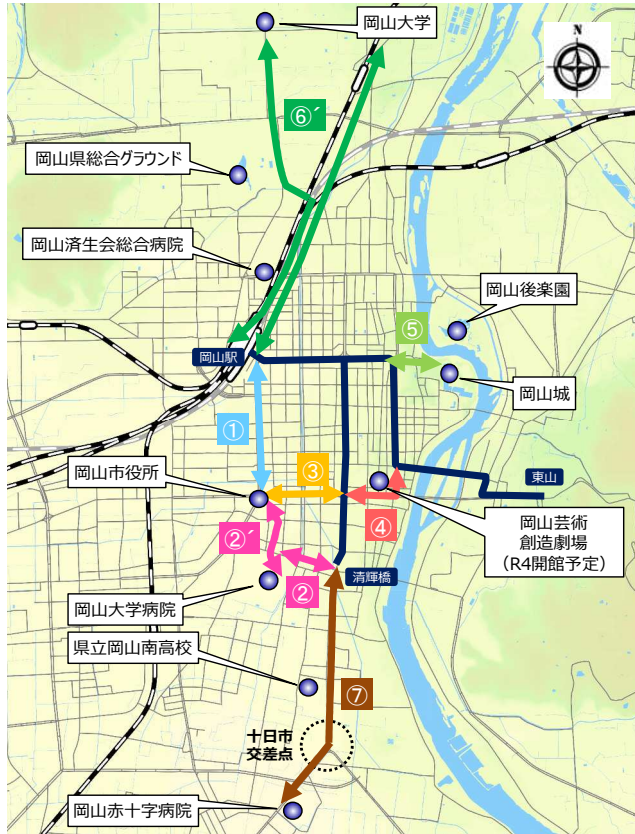 岡山大学
⑥´
岡山県総合グラウンド
岡山済生会総合病院
岡山後楽園
⑤
岡山駅
岡山城
①
岡山市役所
③
東山
④
岡山芸術
創造劇場
（R4開館予定）
②´
②
清輝橋
岡山大学病院
県立岡山南高校
⑦
十日市
交差点
岡山赤十字病院